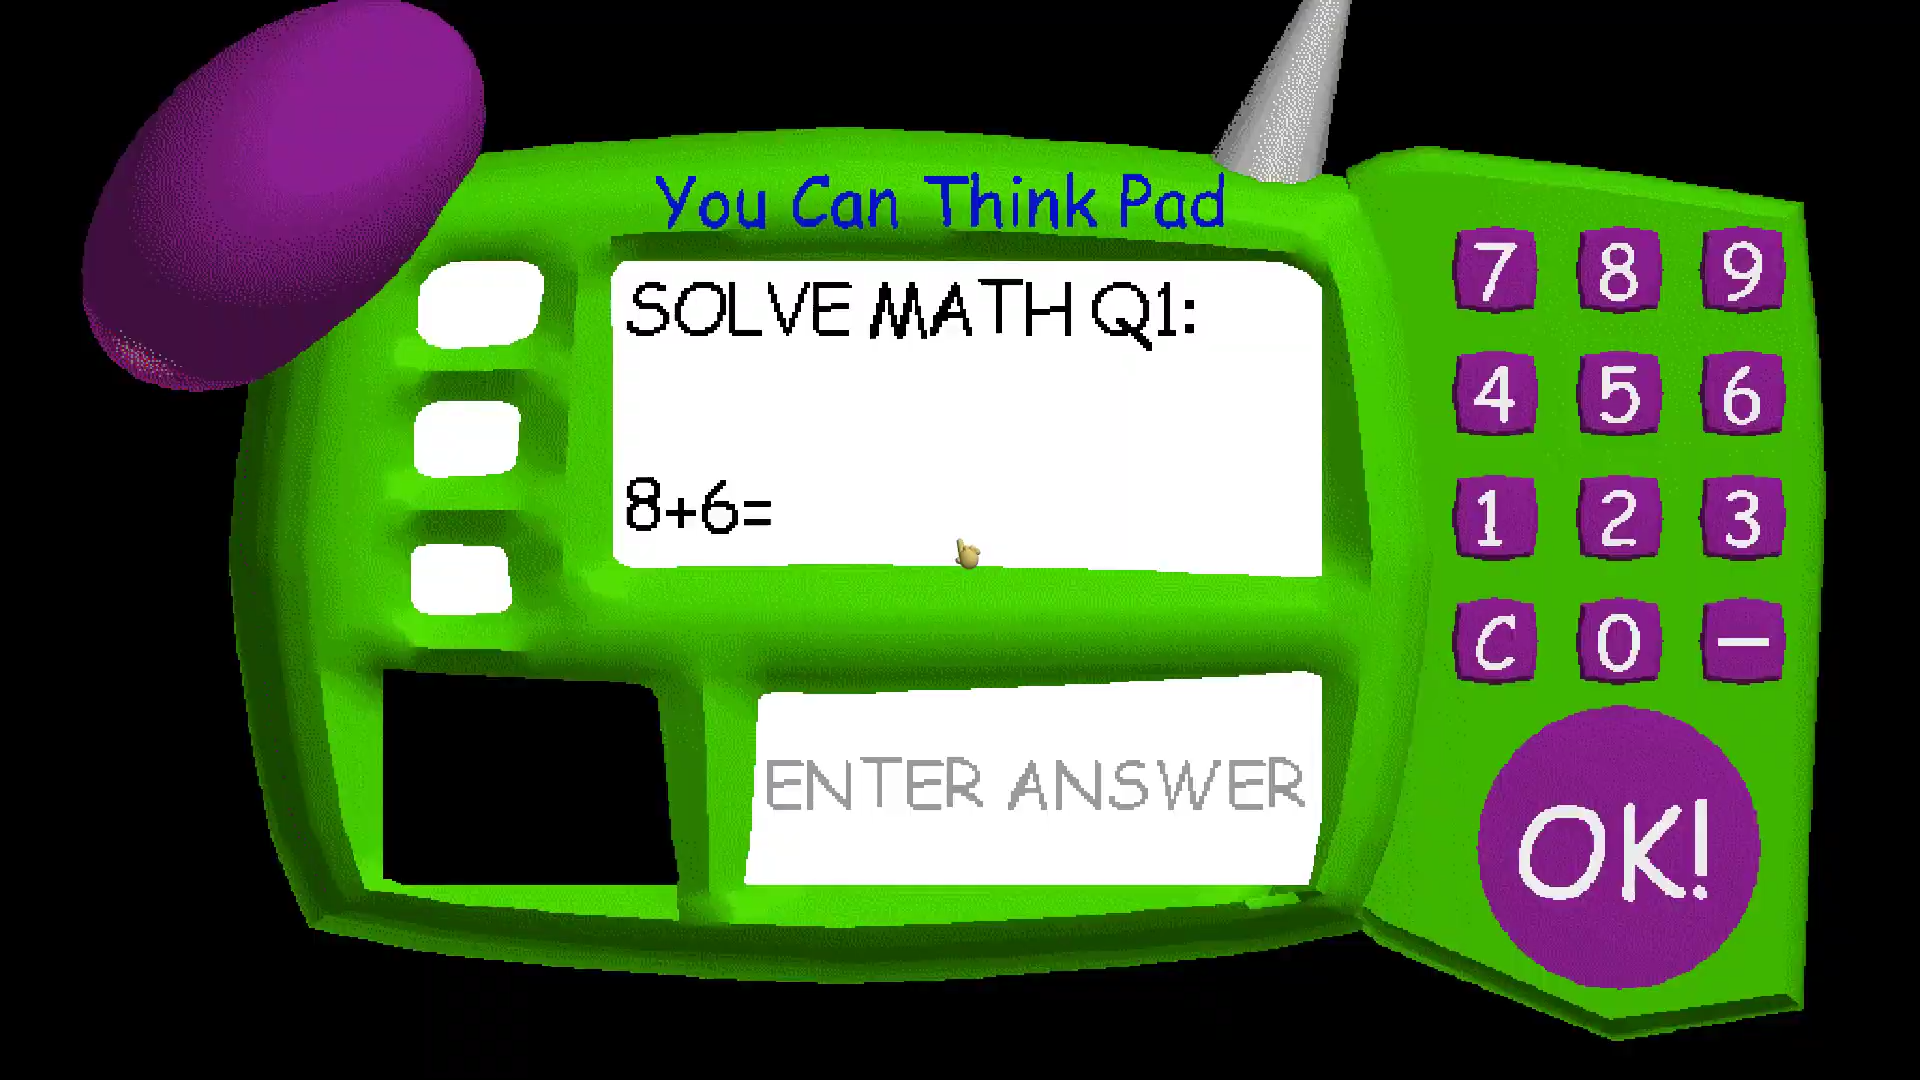 You Can Think Pad
SOLVE MATH Q1:
8+6=
ENTER ANSWER
7 8 9
4 5 6
1 2 3
C 0 −
OK!